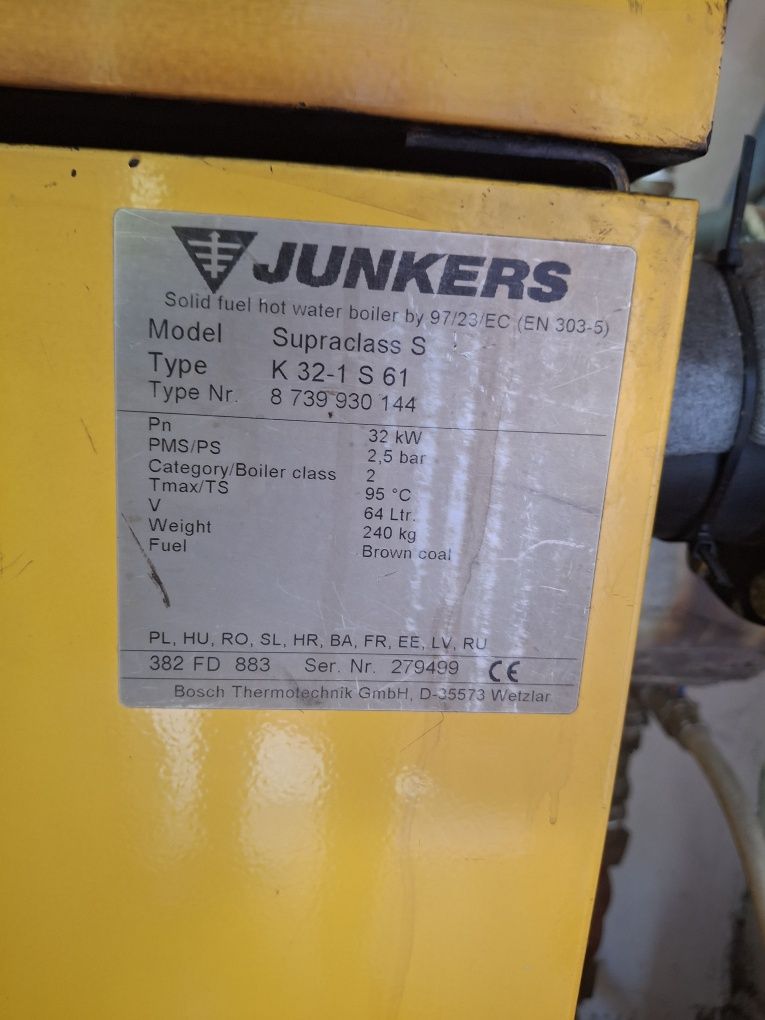 JUNKERS
Solid fuel hot water boiler by 97/23/EC (EN 303-5)
Model Supraclass S
Type K 32-1 S 61
Type Nr. 8 739 930 144
Pn 32 kW
PMS/PS 2,5 bar
Category/Boiler class 2
Tmax/TS 95 °C
V 64 Ltr.
Weight 240 kg
Fuel Brown coal
PL, HU, RO, SL, HR, BA, FR, EE, LV, RU
382 FD 883 Ser. Nr. 279499 CE
Bosch Thermotechnik GmbH, D-35573 Wetzlar